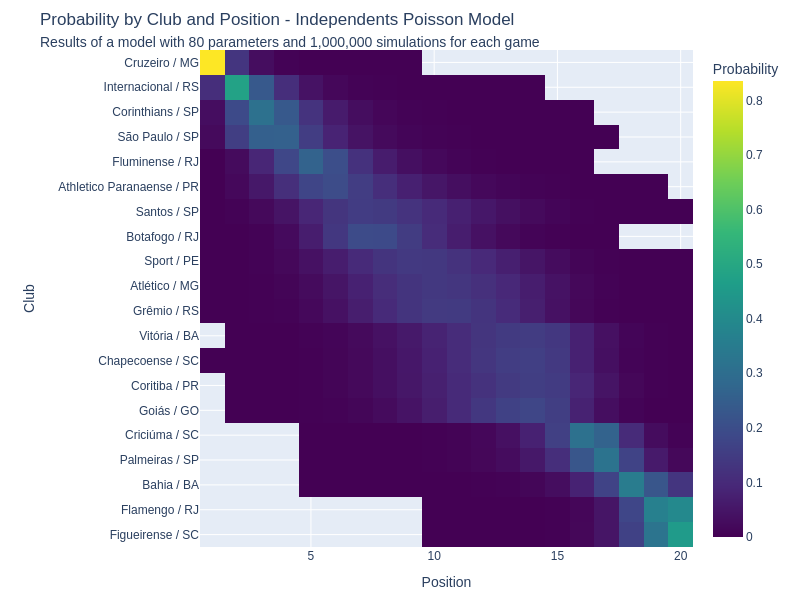 Probability by Club and Position - Independents Poisson Model
Results of a model with 80 parameters and 1,000,000 simulations for each game
Probability
Club
Cruzeiro / MG
Internacional / RS
Corinthians / SP
São Paulo / SP
Fluminense / RJ
Athletico Paranaense / PR
Santos / SP
Botafogo / RJ
Sport / PE
Atlético / MG
Grêmio / RS
Vitória / BA
Chapecoense / SC
Coritiba / PR
Goiás / GO
Criciúma / SC
Palmeiras / SP
Bahia / BA
Flamengo / RJ
Figueirense / SC
5 10 15 20
Position
0.8
0.7
0.6
0.5
0.4
0.3
0.2
0.1
0